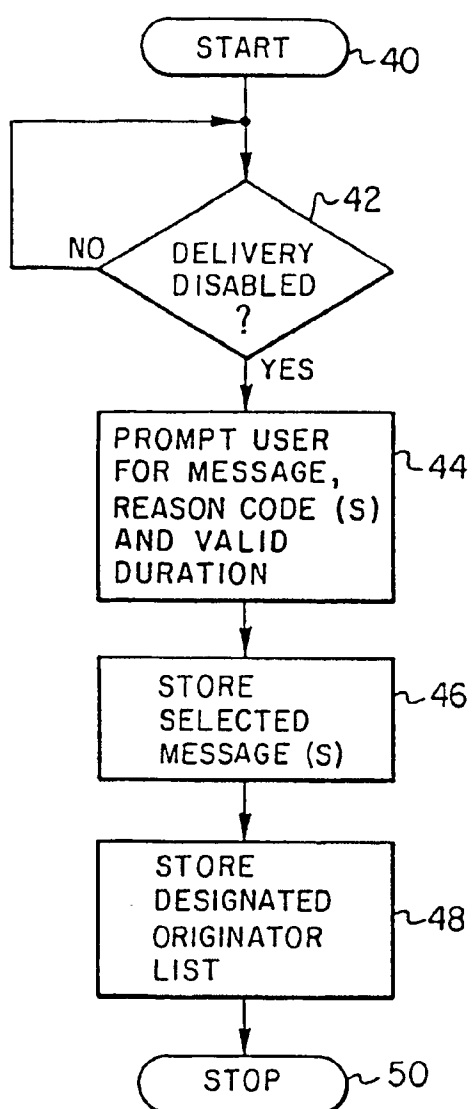 START
40
42
NO
DELIVERY
DISABLED
?
YES
PROMPT USER
FOR MESSAGE,
REASON CODE (S)
AND VALID
DURATION
44
STORE
SELECTED
MESSAGE (S)
46
STORE
DESIGNATED
ORIGINATOR
LIST
48
STOP
50